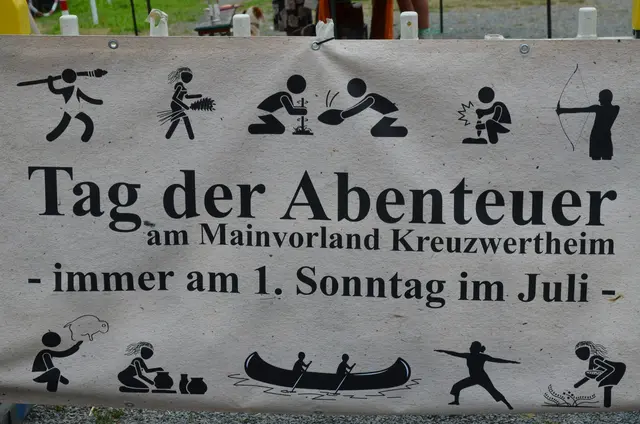 Tag der Abenteuer
am Mainvorland Kreuzwertheim
- immer am 1. Sonntag im Juli -